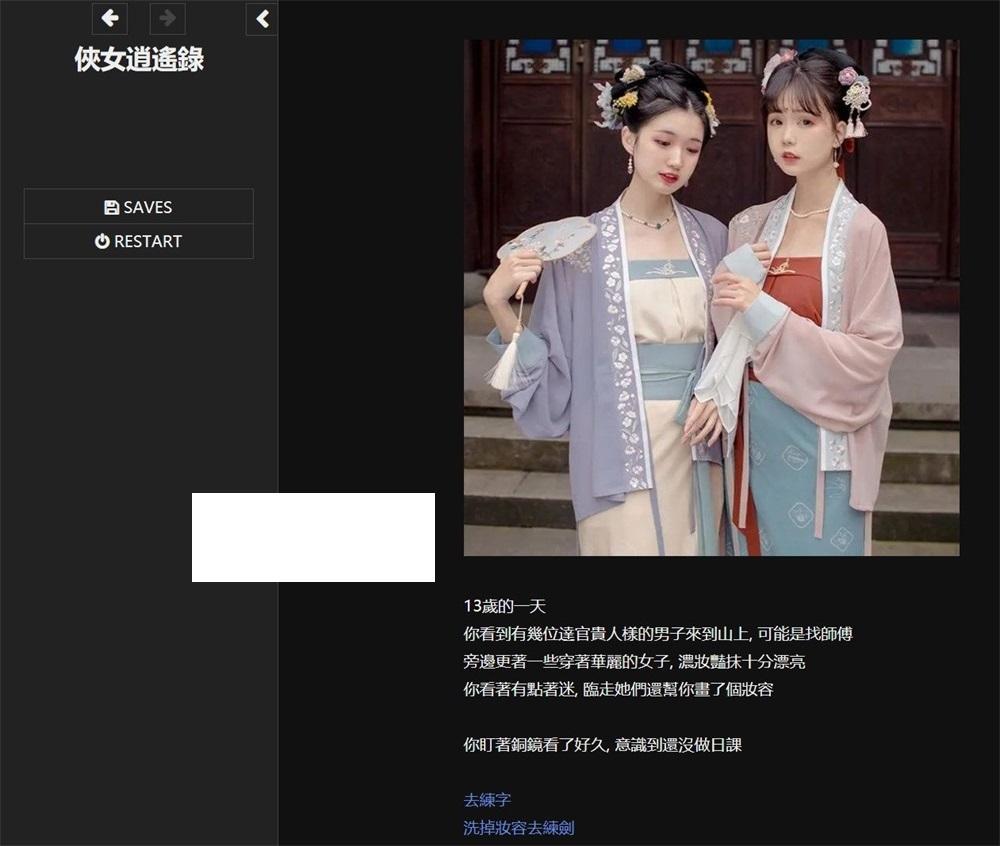 俠女逍遙錄
SAVES
RESTART
13歲的一天
你看到有幾位達官貴人樣的男子來到山上, 可能是找師傅
旁邊更著一些穿著華麗的女子, 濃妝豔抹十分漂亮
你看著有點著迷, 臨走她們還幫你畫了個妝容
你盯著銅鏡看了好久, 意識到還沒做日課
去練字
洗掉妝容去練劍